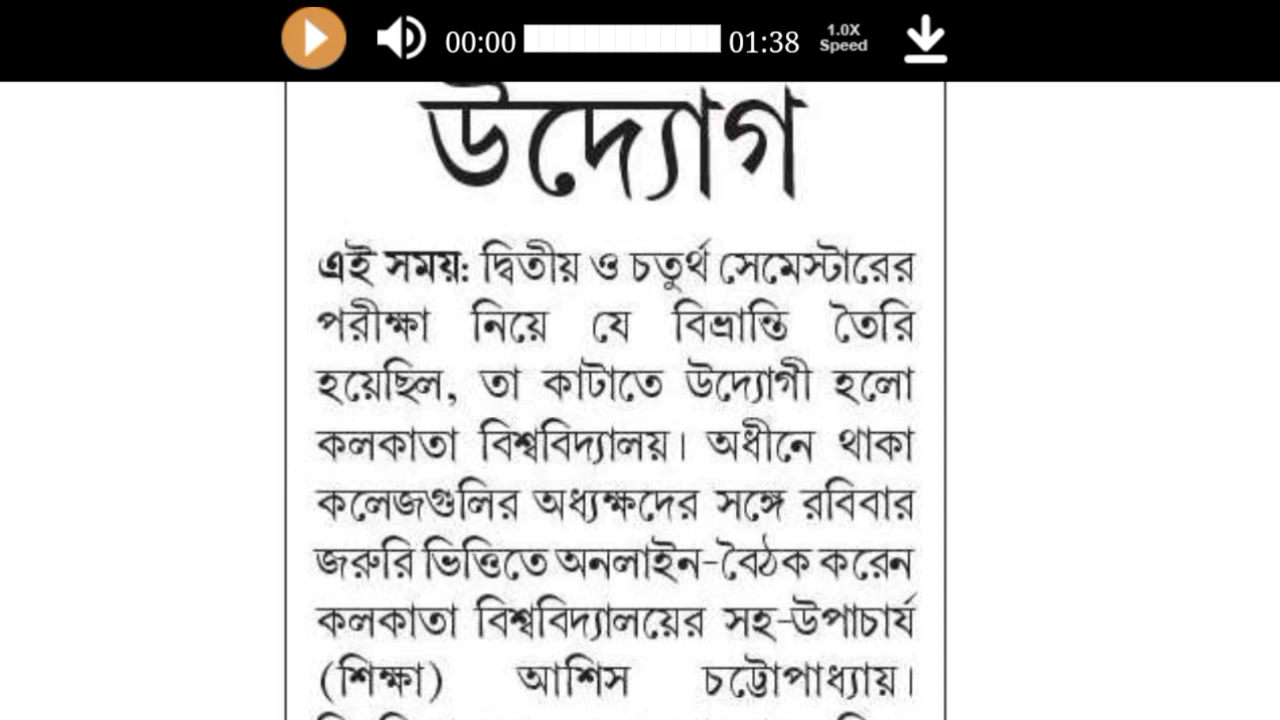 00:00 01:38 1.0X
Speed
উদ্যোগ
এই সময়: দ্বিতীয় ও চতুর্থ সেমেস্টারের
পরীক্ষা নিয়ে যে বিভ্রান্তি তৈরি
হয়েছিল, তা কাটাতে উদ্যোগী হলো
কলকাতা বিশ্ববিদ্যালয়। অধীনে থাকা
কলেজগুলির অধ্যক্ষদের সঙ্গে রবিবার
জরুরি ভিত্তিতে অনলাইন-বৈঠক করেন
কলকাতা বিশ্ববিদ্যালয়ের সহ-উপাচার্য
(শিক্ষা) আশিস চট্টোপাধ্যায়।